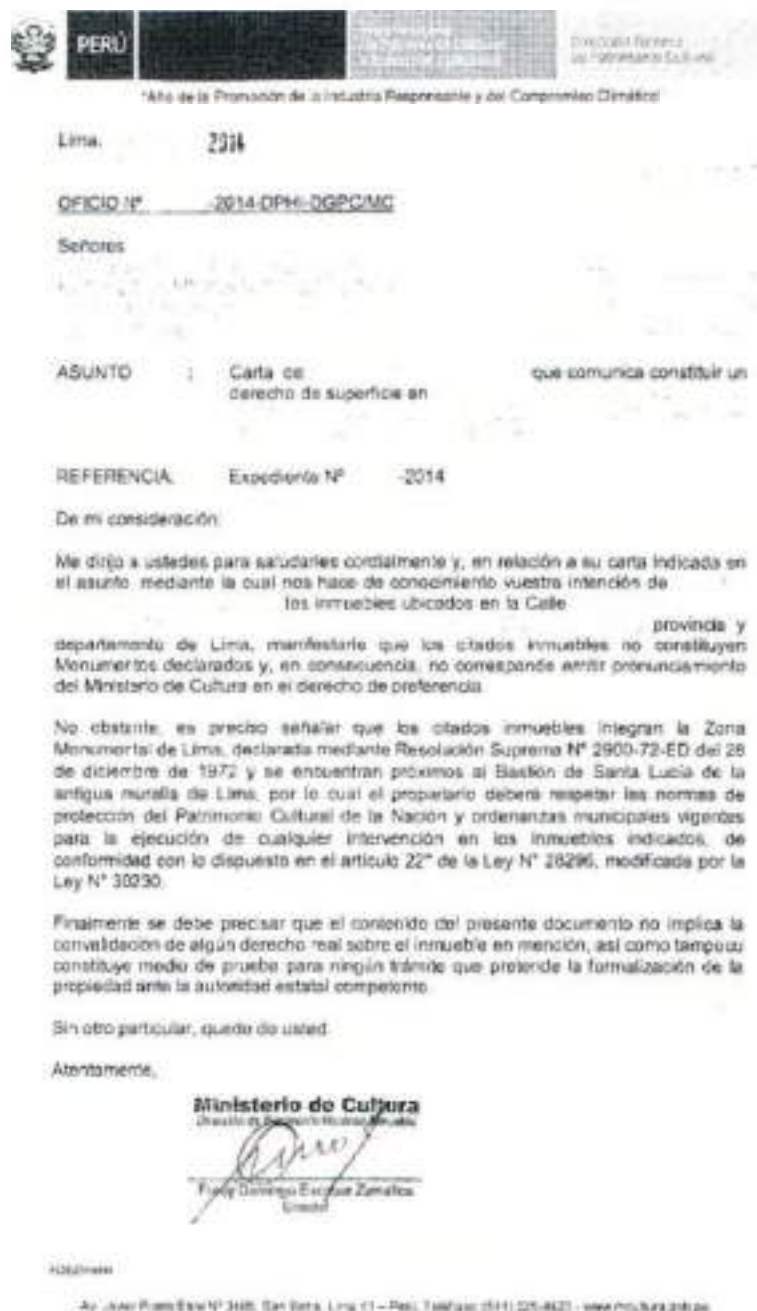 PERÚ
"Año de la Promoción de la Industria Responsable y del Compromiso Climático"
Lima, 2014
OFICIO Nº -2014-DPHI-DGPC/MC
Señores
ASUNTO : Carta de que comunica constituir un
derecho de superficie en
REFERENCIA: Expediente Nº -2014
De mi consideración:
Me dirijo a ustedes para saludarles cordialmente y, en relación a su carta indicada en
el asunto mediante la cual nos hace de conocimiento vuestra intención de
los inmuebles ubicados en la Calle
provincia y
departamento de Lima, manifestarle que los citados inmuebles no constituyen
Monumentos declarados y, en consecuencia, no corresponde emitir pronunciamiento
del Ministerio de Cultura en el derecho de preferencia.
No obstante, es preciso señalar que los citados inmuebles integran la Zona
Monumental de Lima, declarada mediante Resolución Suprema Nº 2900-72-ED del 28
de diciembre de 1972 y se encuentran próximos al Bastión de Santa Lucía de la
antigua muralla de Lima, por lo cual el propietario deberá respetar las normas de
protección del Patrimonio Cultural de la Nación y ordenanzas municipales vigentes
para la ejecución de cualquier intervención en los inmuebles indicados, de
conformidad con lo dispuesto en el artículo 22° de la Ley N° 28296, modificada por la
Ley N° 30230.
Finalmente se debe precisar que el contenido del presente documento no implica la
convalidación de algún derecho real sobre el inmueble en mención, así como tampoco
constituye medio de prueba para ningún trámite que pretende la formalización de la
propiedad ante la autoridad estatal competente.
Sin otro particular, quedo de usted.
Atentamente,
Ministerio de Cultura
Director